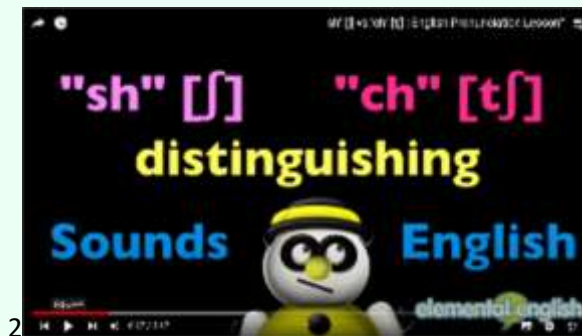 "sh" [ʃ] "ch" [tʃ]
distinguishing
Sounds English
elemental english
2